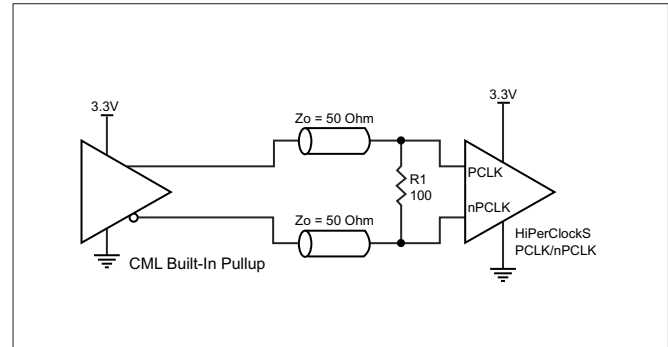 3.3V
3.3V
Zo = 50 Ohm
PCLK
R1
100
nPCLK
Zo = 50 Ohm
HiPerClockS
PCLK/nPCLK
CML Built-In Pullup